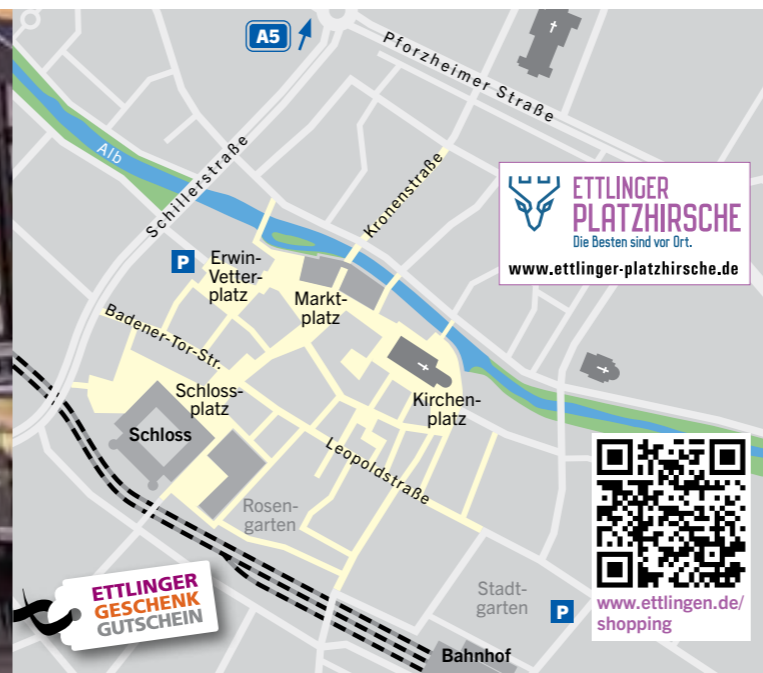 A5
Pforzheimer Straße
Alb
Schillerstraße
Kronenstraße
ETTLINGER
PLATZHIRSCHE
Die Besten sind vor Ort.
www.ettlinger-platzhirsche.de
P
Erwin-
Vetter-
platz
Markt-
platz
Badener-Tor-Str.
Schloss-
platz
Kirchen-
platz
Schloss
Leopoldstraße
Rosen-
garten
ETTLINGER
GESCHENK
GUTSCHEIN
Stadt-
garten
P
www.ettlingen.de/
shopping
Bahnhof